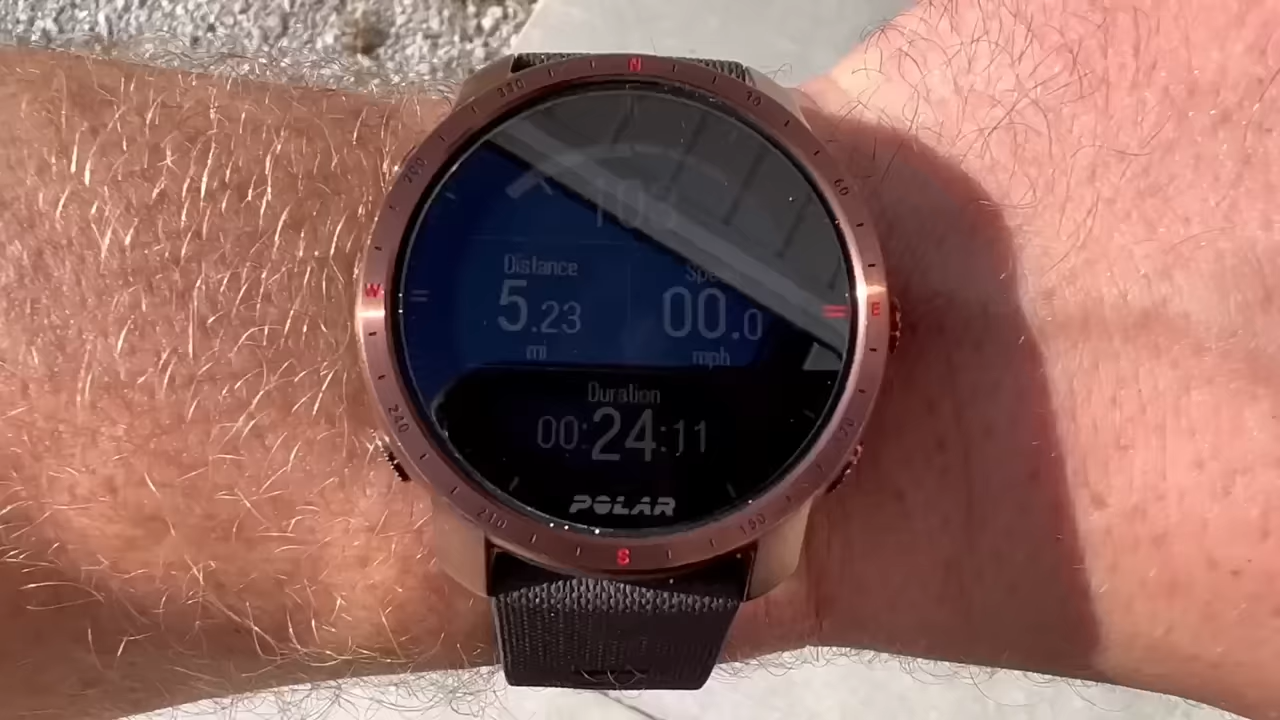 N
330
30
300
60
103
Distance
5.23
mi
00.0
mph
W
E
Duration
00:24:11
240
POLAR
210
150
S